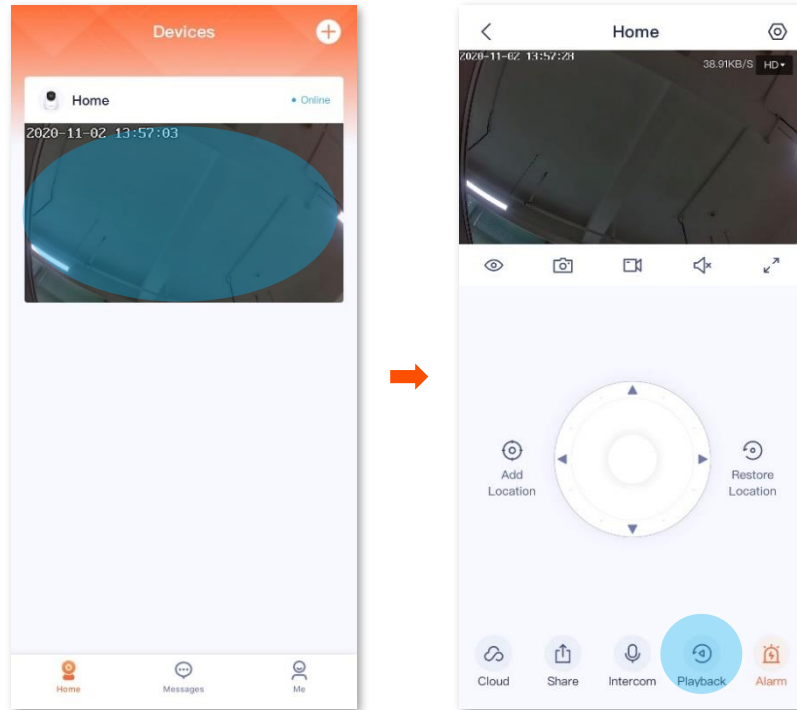 Devices
Home
Online
2020-11-02 13:57:03
Home
Messages
Me
Home
2020-11-02 13:57:28
38.91KB/S
HD
Add
Location
Restore
Location
Cloud
Share
Intercom
Playback
Alarm